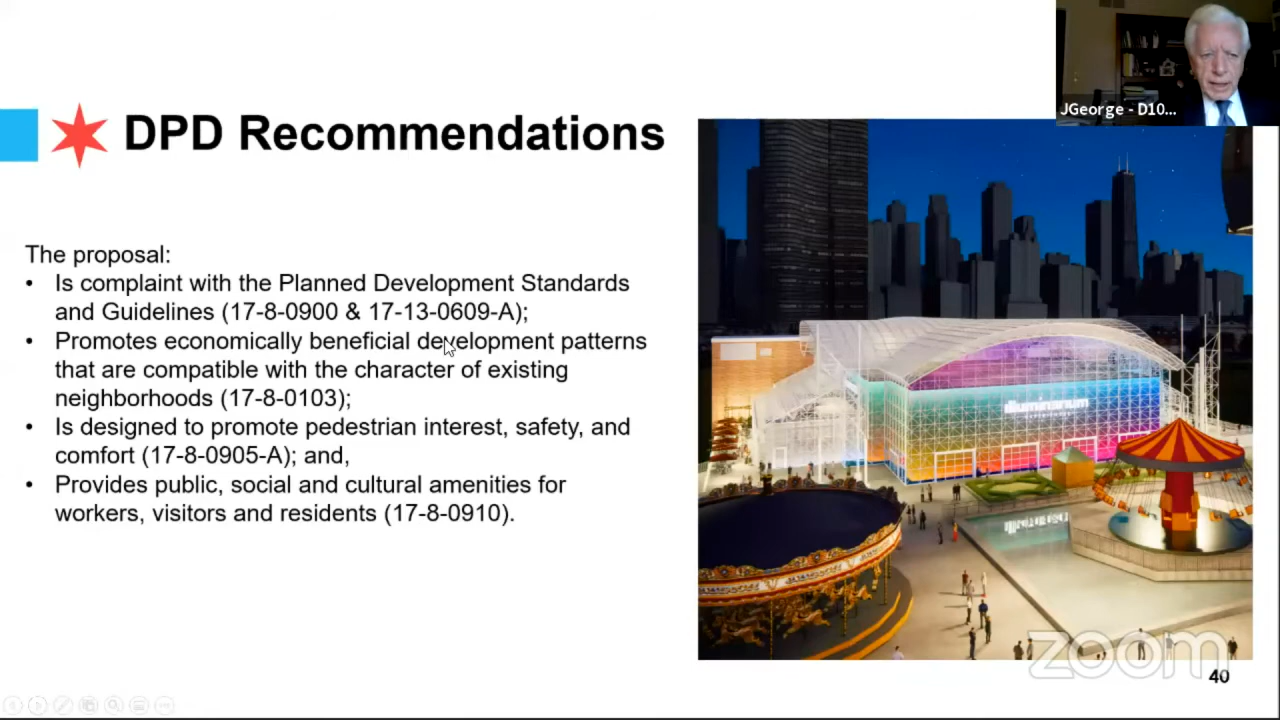 JGeorge - D10...
DPD Recommendations
The proposal:
• Is complaint with the Planned Development Standards
and Guidelines (17-8-0900 & 17-13-0609-A);
• Promotes economically beneficial development patterns
that are compatible with the character of existing
neighborhoods (17-8-0103);
• Is designed to promote pedestrian interest, safety, and
comfort (17-8-0905-A); and,
• Provides public, social and cultural amenities for
workers, visitors and residents (17-8-0910).
illuminarium
zoom
40